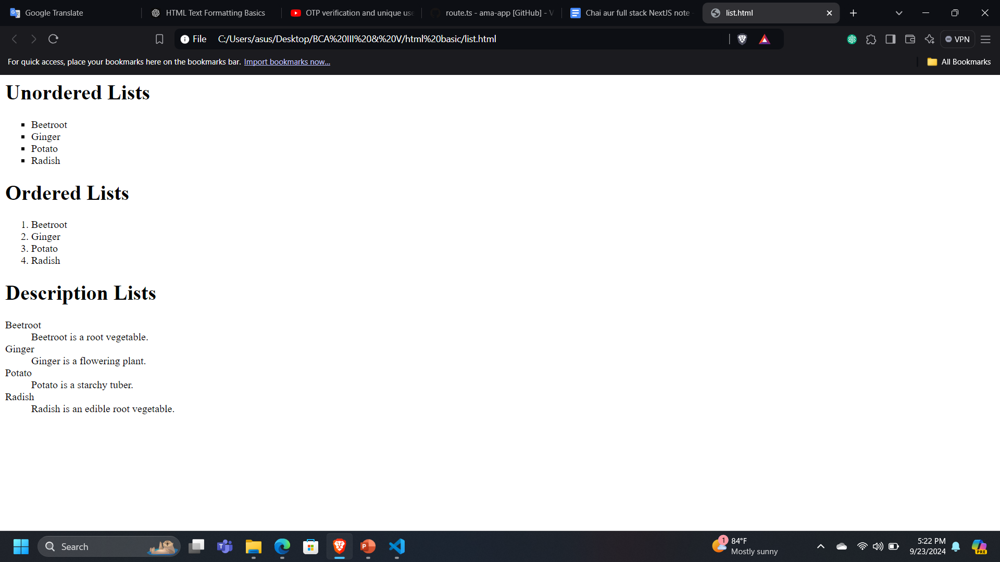 Google Translate
HTML Text Formatting Basics
OTP verification and unique use
route.ts - ama-app [GitHub] - V
Chai aur full stack NextJS note -
list.html
File C:/Users/asus/Desktop/BCA%20III%20&%20V/html%20basic/list.html
VPN
For quick access, place your bookmarks here on the bookmarks bar. Import bookmarks now...
All Bookmarks
Unordered Lists
Beetroot
Ginger
Potato
Radish
Ordered Lists
1. Beetroot
2. Ginger
3. Potato
4. Radish
Description Lists
Beetroot
Beetroot is a root vegetable.
Ginger
Ginger is a flowering plant.
Potato
Potato is a starchy tuber.
Radish
Radish is an edible root vegetable.
Search
1
84°F
Mostly sunny
5:22 PM
9/23/2024
PRE